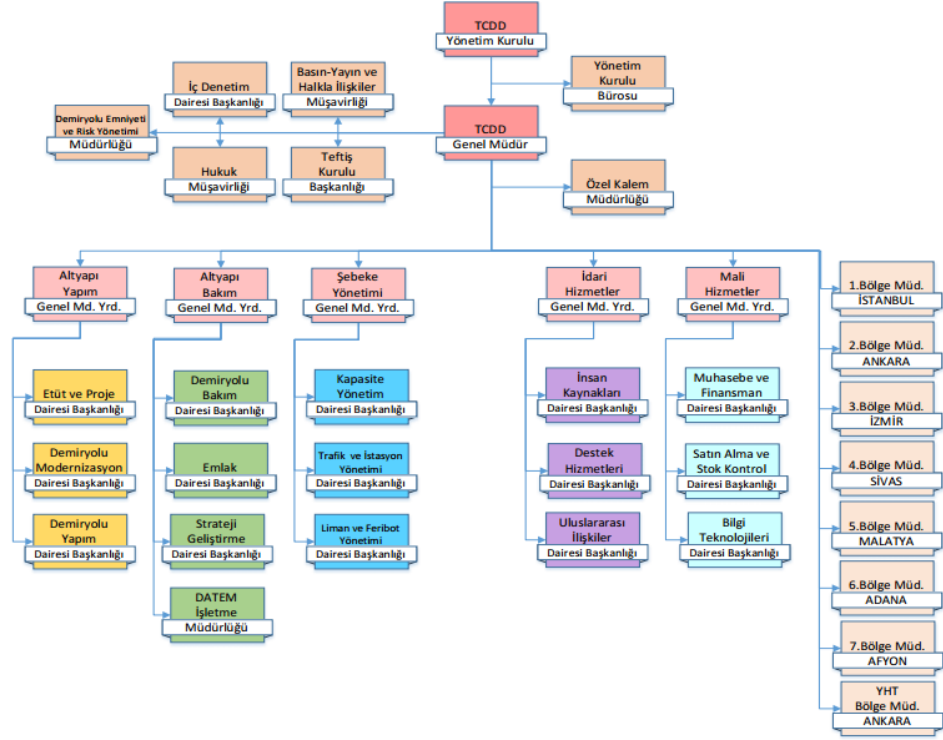 TCDD
Yönetim Kurulu
Yönetim
Kurulu
Bürosu
İç Denetim
Dairesi Başkanlığı
Basın-Yayın ve
Halkla İlişkiler
Müşavirliği
Demiryolu Emniyeti
ve Risk Yönetimi
Müdürlüğü
TCDD
Genel Müdür
Hukuk
Müşavirliği
Teftiş
Kurulu
Başkanlığı
Özel Kalem
Müdürlüğü
Altyapı
Yapım
Genel Md. Yrd.
Etüt ve Proje
Dairesi Başkanlığı
Demiryolu
Modernizasyon
Dairesi Başkanlığı
Demiryolu
Yapım
Dairesi Başkanlığı
Altyapı
Bakım
Genel Md. Yrd.
Demiryolu
Bakım
Dairesi Başkanlığı
Emlak
Dairesi Başkanlığı
Strateji
Geliştirme
Dairesi Başkanlığı
DATEM
İşletme
Müdürlüğü
Şebeke
Yönetimi
Genel Md. Yrd.
Kapasite
Yönetim
Dairesi Başkanlığı
Trafik ve İstasyon
Yönetimi
Dairesi Başkanlığı
Liman ve Feribot
Yönetimi
Dairesi Başkanlığı
İdari
Hizmetler
Genel Md. Yrd.
İnsan
Kaynakları
Dairesi Başkanlığı
Destek
Hizmetleri
Dairesi Başkanlığı
Uluslararası
İlişkiler
Dairesi Başkanlığı
Mali
Hizmetler
Genel Md. Yrd.
Muhasebe ve
Finansman
Dairesi Başkanlığı
Satın Alma ve
Stok Kontrol
Dairesi Başkanlığı
Bilgi
Teknolojileri
Dairesi Başkanlığı
1.Bölge Müd.
İSTANBUL
2.Bölge Müd.
ANKARA
3.Bölge Müd.
İZMİR
4.Bölge Müd.
SİVAS
5.Bölge Müd.
MALATYA
6.Bölge Müd.
ADANA
7.Bölge Müd.
AFYON
YHT
Bölge Müd.
ANKARA